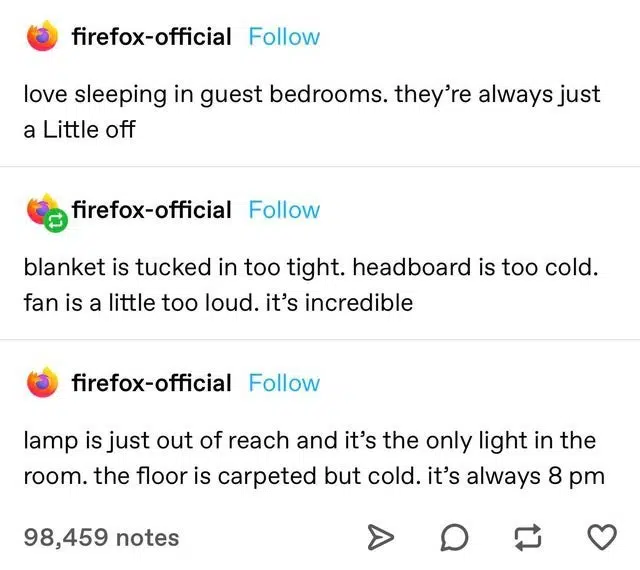 firefox-official Follow
love sleeping in guest bedrooms. they’re always just
a Little off
firefox-official Follow
blanket is tucked in too tight. headboard is too cold.
fan is a little too loud. it’s incredible
firefox-official Follow
lamp is just out of reach and it’s the only light in the
room. the floor is carpeted but cold. it’s always 8 pm
98,459 notes